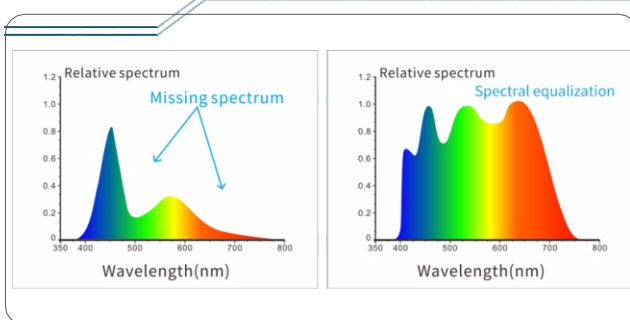 Relative spectrum
Missing spectrum
1.2
1.0
0.8
0.6
0.4
0.2
0
350 400 500 600 700 800
Wavelength(nm)
Relative spectrum
Spectral equalization
1.2
1.0
0.8
0.6
0.4
0.2
0
350 400 500 600 700 800
Wavelength(nm)